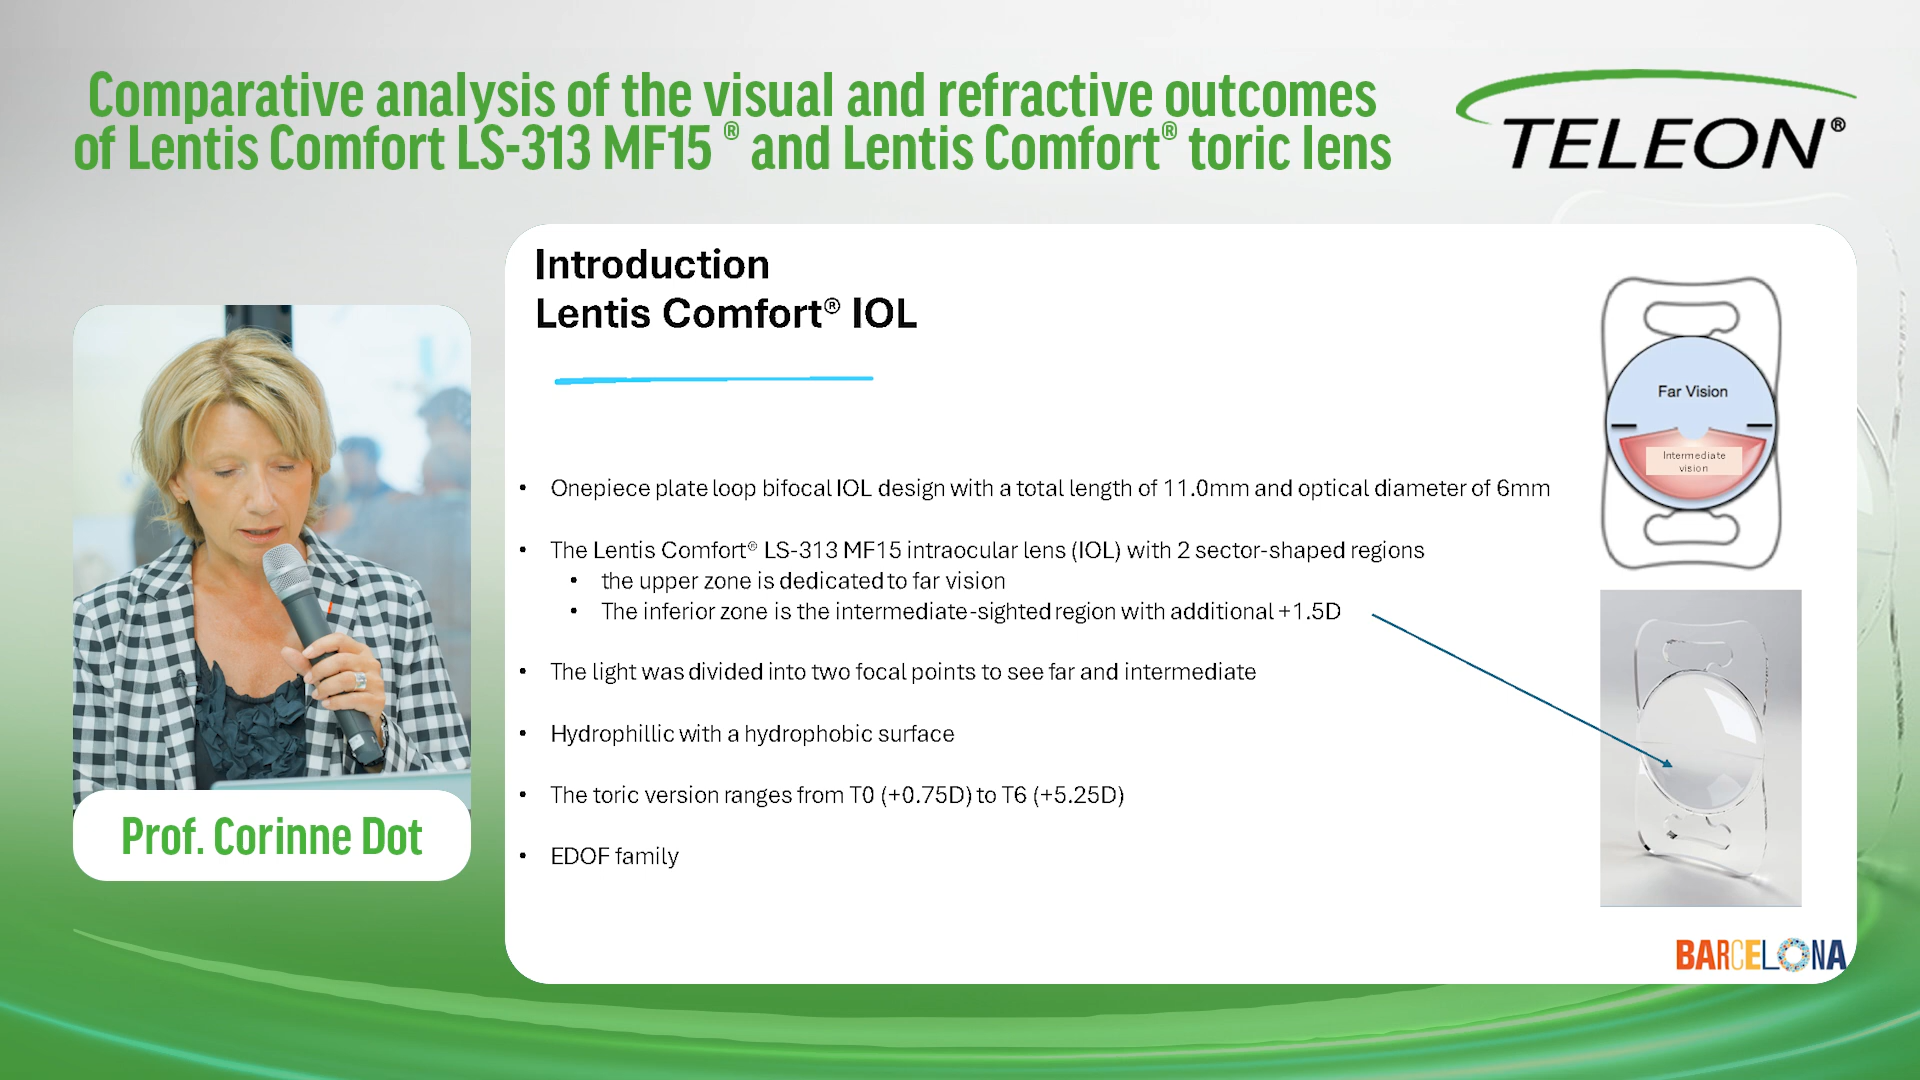 Comparative analysis of the visual and refractive outcomes
of Lentis Comfort LS-313 MF15 ® and Lentis Comfort® toric lens
TELEON®
Introduction
Lentis Comfort® IOL
Far Vision
Intermediate
vision
• Onepiece plate loop bifocal IOL design with a total length of 11.0mm and optical diameter of 6mm
• The Lentis Comfort® LS-313 MF15 intraocular lens (IOL) with 2 sector-shaped regions
• the upper zone is dedicated to far vision
• The inferior zone is the intermediate-sighted region with additional +1.5D
• The light was divided into two focal points to see far and intermediate
• Hydrophillic with a hydrophobic surface
• The toric version ranges from T0 (+0.75D) to T6 (+5.25D)
• EDOF family
Prof. Corinne Dot
BARCELONA